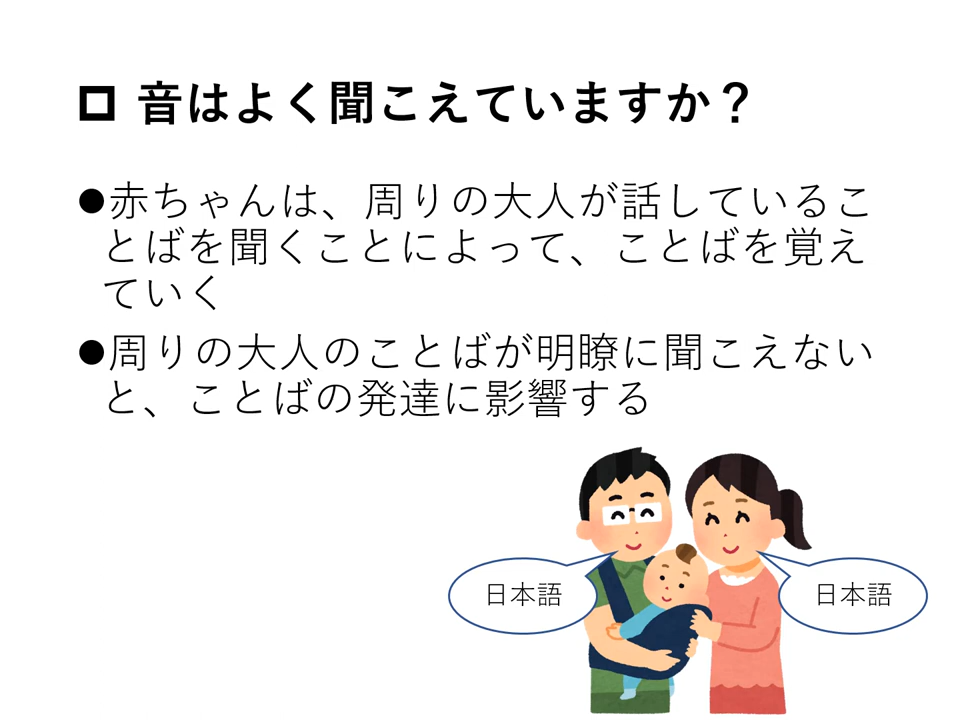 □ 音はよく聞こえていますか？
●赤ちゃんは、周りの大人が話しているこ
とばを聞くことによって、ことばを覚え
ていく
●周りの大人のことばが明瞭に聞こえない
と、ことばの発達に影響する
日本語
日本語